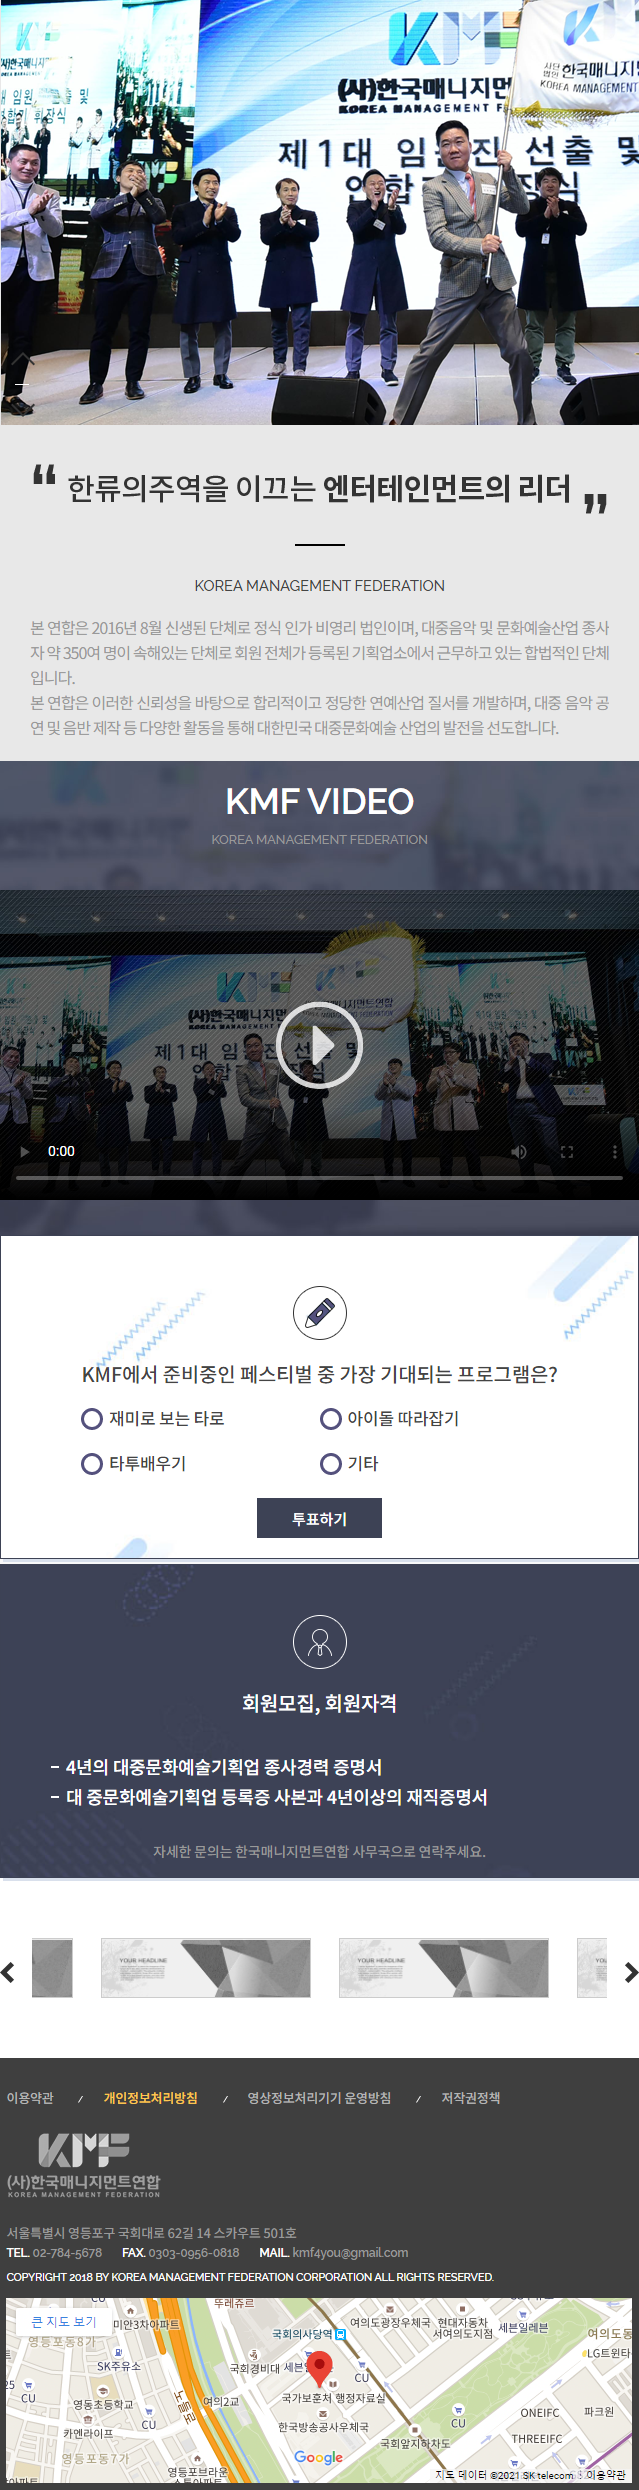 KMF
(사)한국매니지먼
KOREA MANAGEMENT F
한국매니지먼
KOREA MANAGEMENT
제 1 대 임원진 선출 및
“ 한류의주역을 이끄는 엔터테인먼트의 리더 ”
KOREA MANAGEMENT FEDERATION
본 연합은 2016년 8월 신생된 단체로 정식 인가 비영리 법인이며, 대중음악 및 문화예술산업 종사
자 약 350여 명이 속해있는 단체로 회원 전체가 등록된 기획업소에서 근무하고 있는 합법적인 단체
입니다.
본 연합은 이러한 신뢰성을 바탕으로 합리적이고 정당한 연예산업 질서를 개발하며, 대중 음악 공
연 및 음반 제작 등 다양한 활동을 통해 대한민국 대중문화예술 산업의 발전을 선도합니다.
KMF VIDEO
KOREA MANAGEMENT FEDERATION
KMF
(사)한국매니지먼트연합
제 1 대 임원진 선출 및
0:00
KMF에서 준비중인 페스티벌 중 가장 기대되는 프로그램은?
재미로 보는 타로 아이돌 따라잡기
타투배우기 기타
투표하기
회원모집, 회원자격
- 4년의 대중문화예술기획업 종사경력 증명서
- 대 중문화예술기획업 등록증 사본과 4년이상의 재직증명서
자세한 문의는 한국매니지먼트연합 사무국으로 연락주세요.
YOUR HEADLINE YOUR HEADLINE
이용약관 / 개인정보처리방침 / 영상정보처리기기 운영방침 / 저작권정책
KMF
(사)한국매니지먼트연합
KOREA MANAGEMENT FEDERATION
서울특별시 영등포구 국회대로 62길 14 스카우트 501호
TEL. 02-784-5678 FAX. 0303-0956-0818 MAIL. kmf4you@gmail.com
COPYRIGHT 2018 BY KOREA MANAGEMENT FEDERATION CORPORATION ALL RIGHTS RESERVED.
뚜레쥬르
큰 지도 보기 미안3차아파트 여의도광장우체국 현대자동차 서여의도지점 세븐일레븐
국회의사당역 여의도동
영등포동8가 SK주유소 국회경비대 CU LG트윈타
CU 영동초등학교 여의2교 국가보훈처 행정자료실
노들로 CU 카엔라이프 한국방송공사우체국 CU ONEIFC 파크원
영등포동7가 국회앞지하차도 THREEIFC
영등포브라운 Google
지도 데이터 ©2021 SK telecom 이용약관